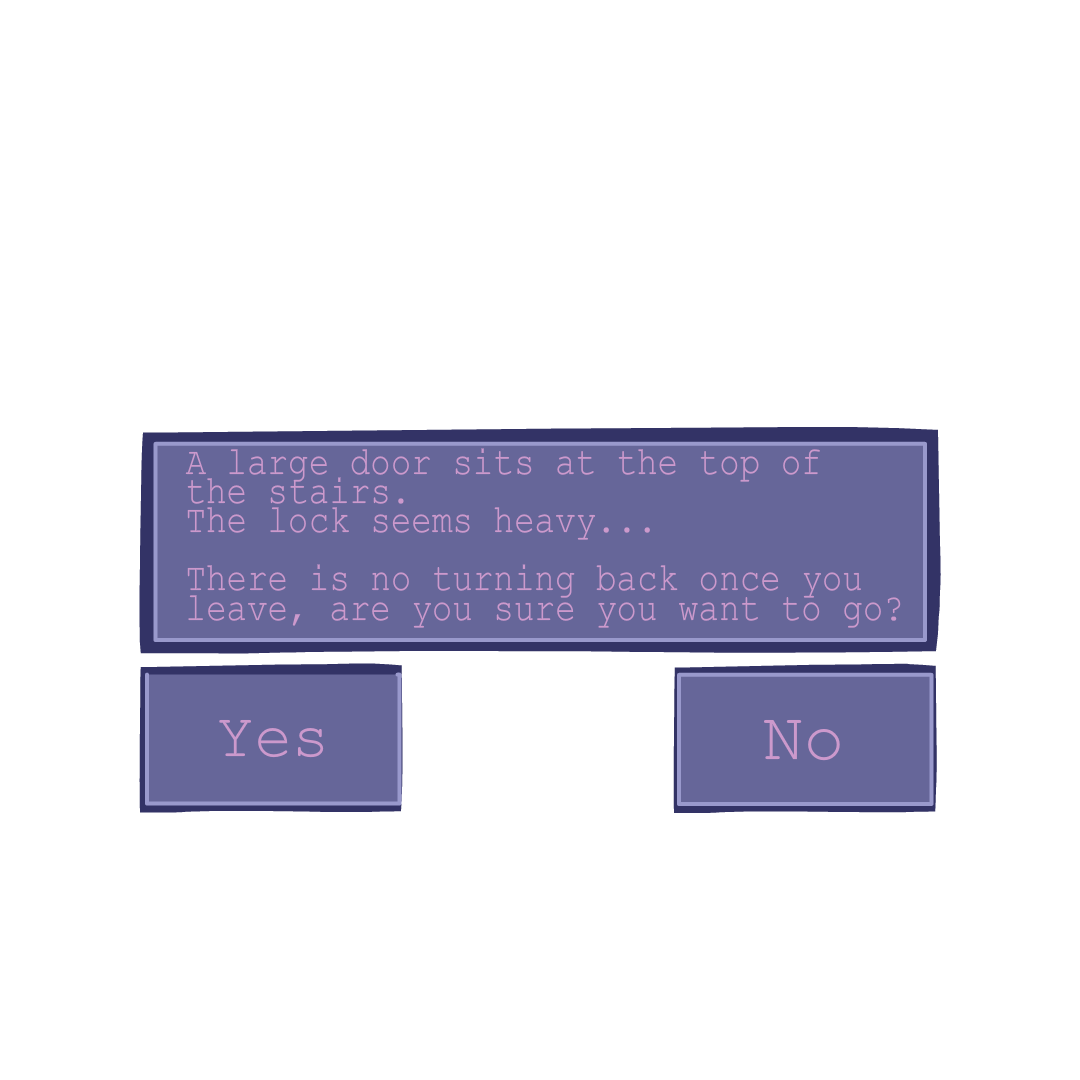 A large door sits at the top of
the stairs.
The lock seems heavy...
There is no turning back once you
leave, are you sure you want to go?
Yes
No